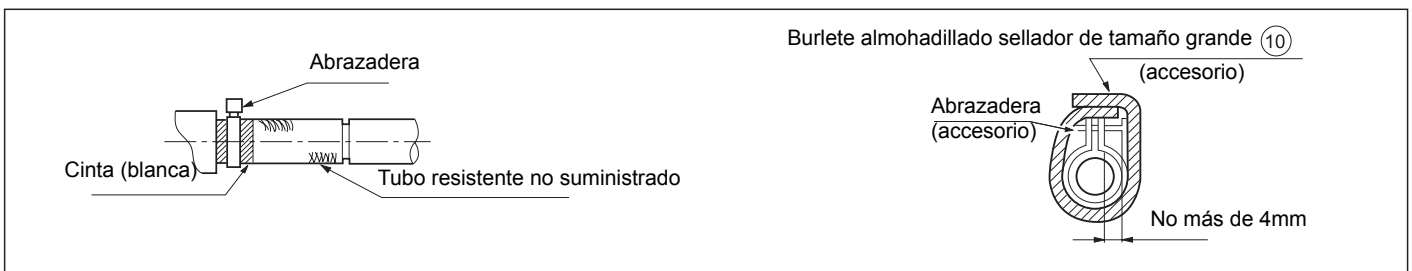 Abrazadera
Cinta (blanca)
Tubo resistente no suministrado
Burlete almohadillado sellador de tamaño grande 10
(accesorio)
Abrazadera
(accesorio)
No más de 4mm